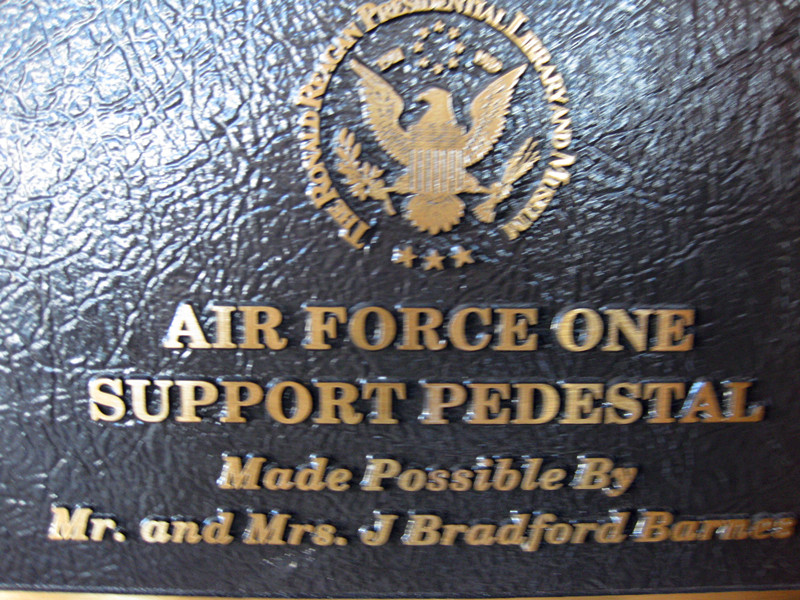 The Ronald Reagan Presidential Library and Museum
AIR FORCE ONE
SUPPORT PEDESTAL
Made Possible By
Mr. and Mrs. J Bradford Barnes